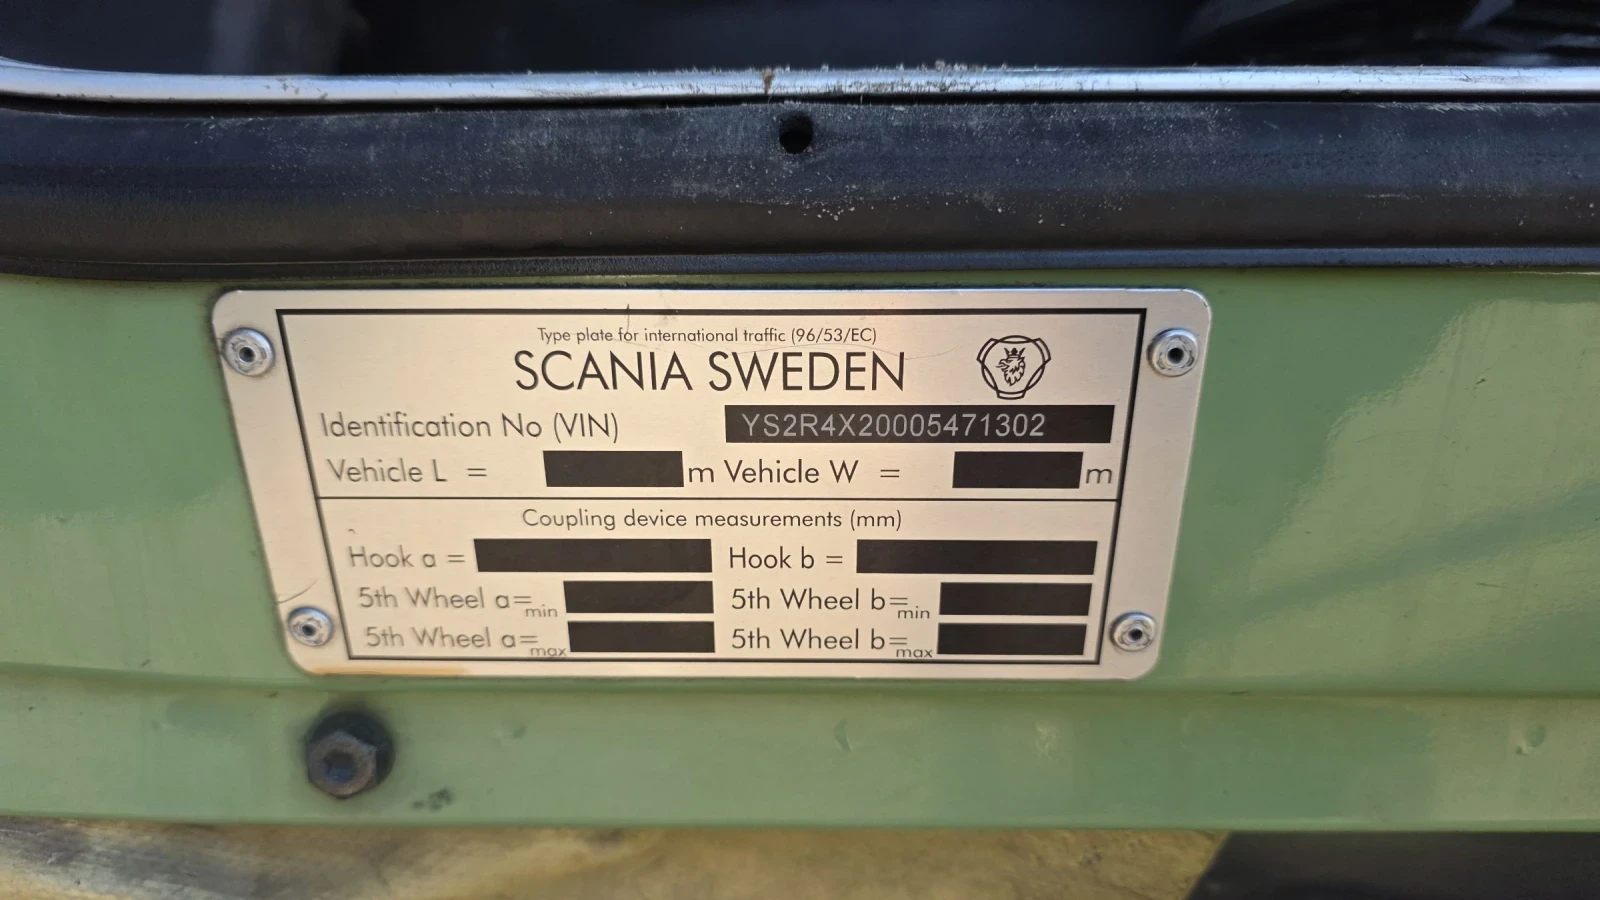 Type plate for international traffic (96/53/EC)
SCANIA SWEDEN
Identification No (VIN) YS2R4X20005471302
Vehicle L = m Vehicle W = m
Coupling device measurements (mm)
Hook a = Hook b =
5th Wheel a= min 5th Wheel b= min
5th Wheel a= max 5th Wheel b= max